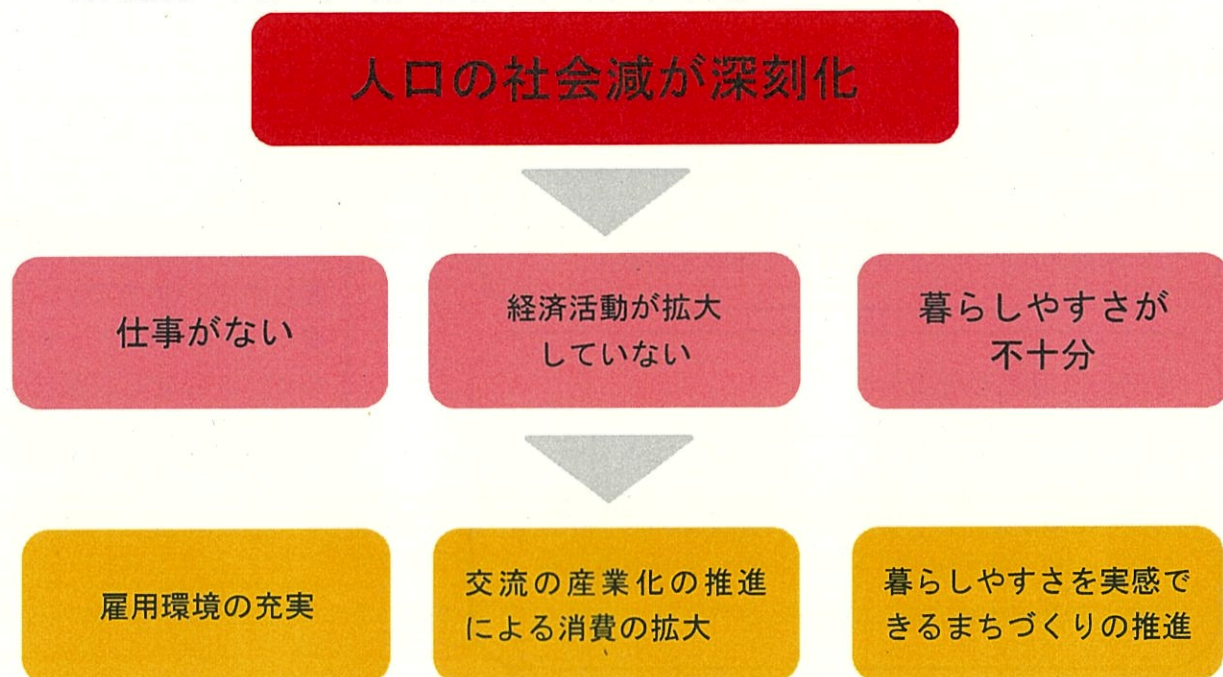 人口の社会減が深刻化
仕事がない
経済活動が拡大
していない
暮らしやすさが
不十分
雇用環境の充実
交流の産業化の推進
による消費の拡大
暮らしやすさを実感で
きるまちづくりの推進